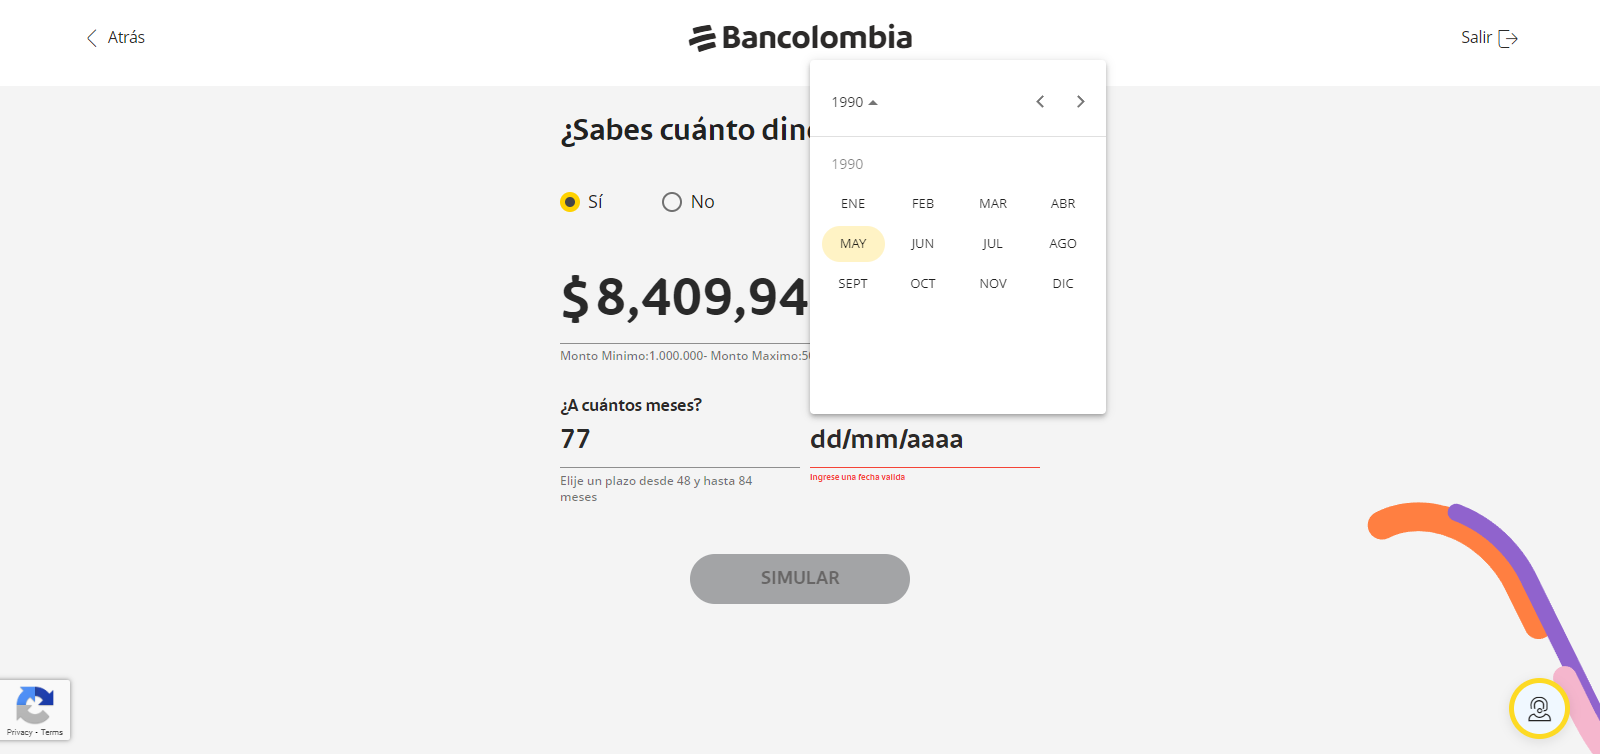 Atrás
Bancolombia
Salir
¿Sabes cuánto din
1990
1990
ENE FEB MAR ABR
MAY JUN JUL AGO
SEPT OCT NOV DIC
Sí No
$8,409,94
Monto Minimo:1.000.000- Monto Maximo:5
¿A cuántos meses?
77
dd/mm/aaaa
Elije un plazo desde 48 y hasta 84
meses
Ingrese una fecha valida
SIMULAR
Privacy - Terms